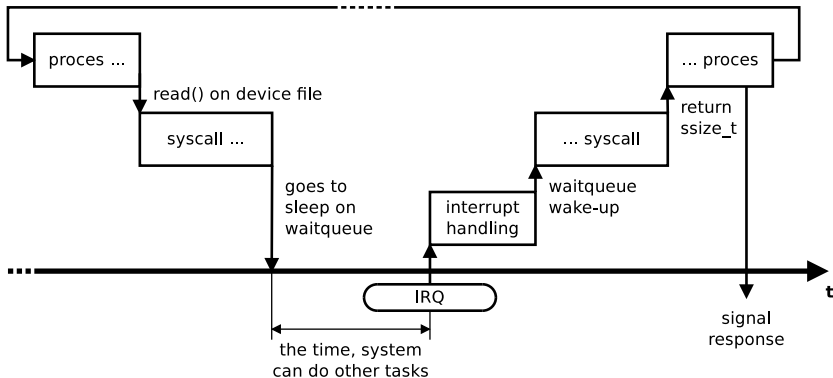 proces ...
... proces
read() on device file
return
ssize_t
syscall ...
... syscall
goes to
sleep on
waitqueue
interrupt
handling
waitqueue
wake-up
IRQ
t
the time, system
can do other tasks
signal
response